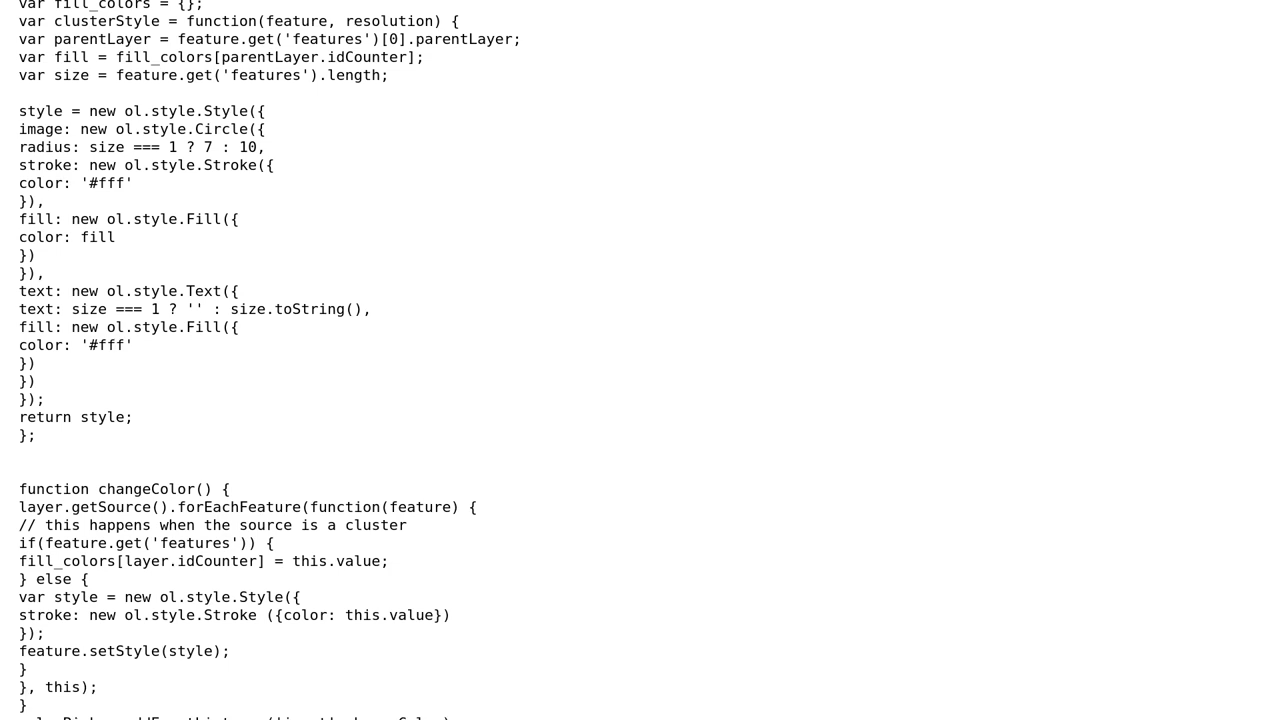 var fill_colors = {};
var clusterStyle = function(feature, resolution) {
var parentLayer = feature.get('features')[0].parentLayer;
var fill = fill_colors[parentLayer.idCounter];
var size = feature.get('features').length;

style = new ol.style.Style({
image: new ol.style.Circle({
radius: size === 1 ? 7 : 10,
stroke: new ol.style.Stroke({
color: '#fff'
}),
fill: new ol.style.Fill({
color: fill
})
}),
text: new ol.style.Text({
text: size === 1 ? '' : size.toString(),
fill: new ol.style.Fill({
color: '#fff'
})
})
});
return style;
};

function changeColor() {
layer.getSource().forEachFeature(function(feature) {
// this happens when the source is a cluster
if(feature.get('features')) {
fill_colors[layer.idCounter] = this.value;
} else {
var style = new ol.style.Style({
stroke: new ol.style.Stroke ({color: this.value})
});
feature.setStyle(style);
}
}, this);
}